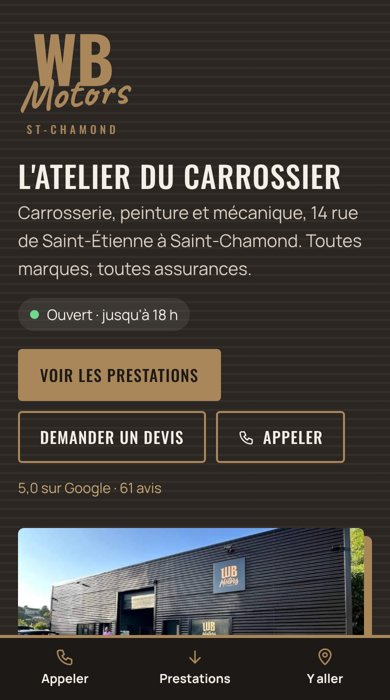 WB
Motors
ST-CHAMOND
L'ATELIER DU CARROSSIER
Carrosserie, peinture et mécanique, 14 rue
de Saint-Étienne à Saint-Chamond. Toutes
marques, toutes assurances.
Ouvert · jusqu'à 18 h
VOIR LES PRESTATIONS
DEMANDER UN DEVIS
APPELER
5,0 sur Google · 61 avis
WB
Motors
WB
Motors
Appeler
Prestations
Y aller